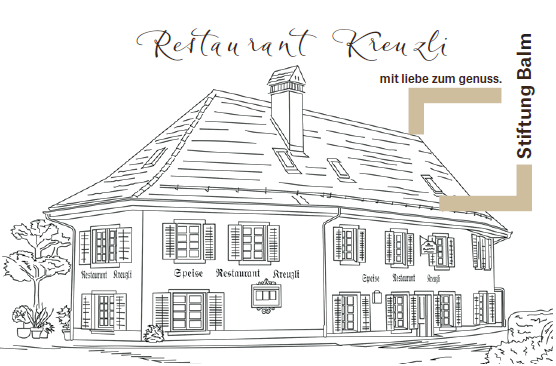 Restaurant Kreuzli
mit liebe zum genuss.
Stiftung Balm
Restaurant Kreuzli
Speise Restaurant Kreuzli
Speise Restaurant Kreuzli